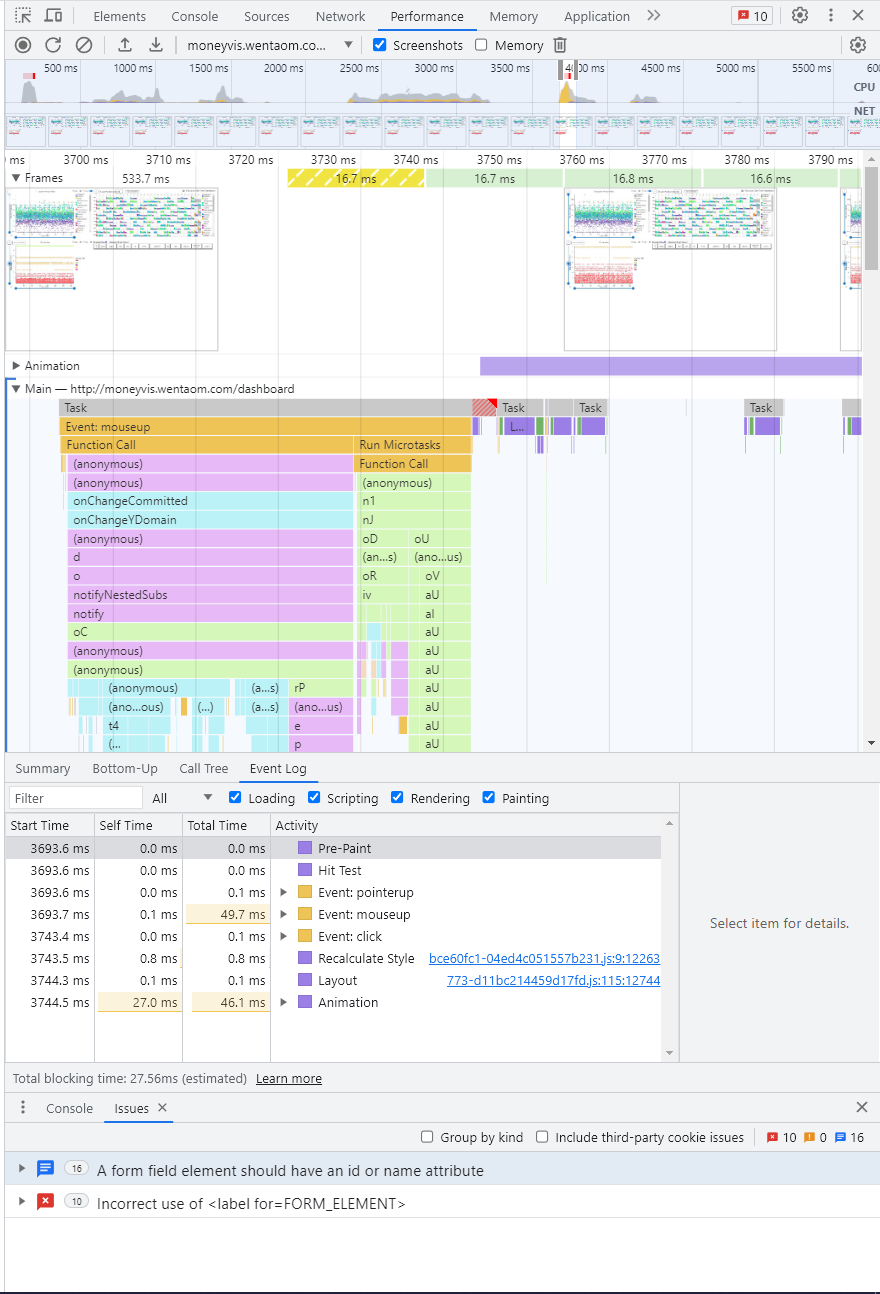 Elements Console Sources Network Performance Memory Application 10
moneyvis.wentaom.co... Screenshots Memory
500 ms 1000 ms 1500 ms 2000 ms 2500 ms 3000 ms 3500 ms 4000 ms 4500 ms 5000 ms 5500 ms
CPU
NET
ms 3700 ms 3710 ms 3720 ms 3730 ms 3740 ms 3750 ms 3760 ms 3770 ms 3780 ms 3790 ms
Frames 533.7 ms 16.7 ms 16.7 ms 16.8 ms 16.6 ms
Animation
Main — http://moneyvis.wentaom.com/dashboard
Task Task Task Task
Event: mouseup L...
Function Call Run Microtasks
(anonymous) Function Call
(anonymous) (anonymous)
onChangeCommitted n1
onChangeYDomain nJ
(anonymous) oD oU
d (an...s) (ano...us)
o oR oV
notifyNestedSubs iv aU
notify aI
oC aU
(anonymous) aU
(anonymous) aU
(anonymous) (a...s) rP aU
(ano...ous) (...) (a...s) (ano...us) aU
t4 e aU
(... p aU
Summary Bottom-Up Call Tree Event Log
Filter All Loading Scripting Rendering Painting
Start Time Self Time Total Time Activity
3693.6 ms 0.0 ms 0.0 ms Pre-Paint
3693.6 ms 0.0 ms 0.0 ms Hit Test
3693.6 ms 0.0 ms 0.1 ms Event: pointerup
3693.7 ms 0.1 ms 49.7 ms Event: mouseup
Select item for details.
3743.4 ms 0.0 ms 0.1 ms Event: click
3743.5 ms 0.8 ms 0.8 ms Recalculate Style bce60fc1-04ed4c051557b231.js:9:12263
3744.3 ms 0.1 ms 0.1 ms Layout 773-d11bc214459d17fd.js:115:12744
3744.5 ms 27.0 ms 46.1 ms Animation
Total blocking time: 27.56ms (estimated) Learn more
Console Issues
Group by kind Include third-party cookie issues 10 0 16
16 A form field element should have an id or name attribute
10 Incorrect use of <label for=FORM_ELEMENT>